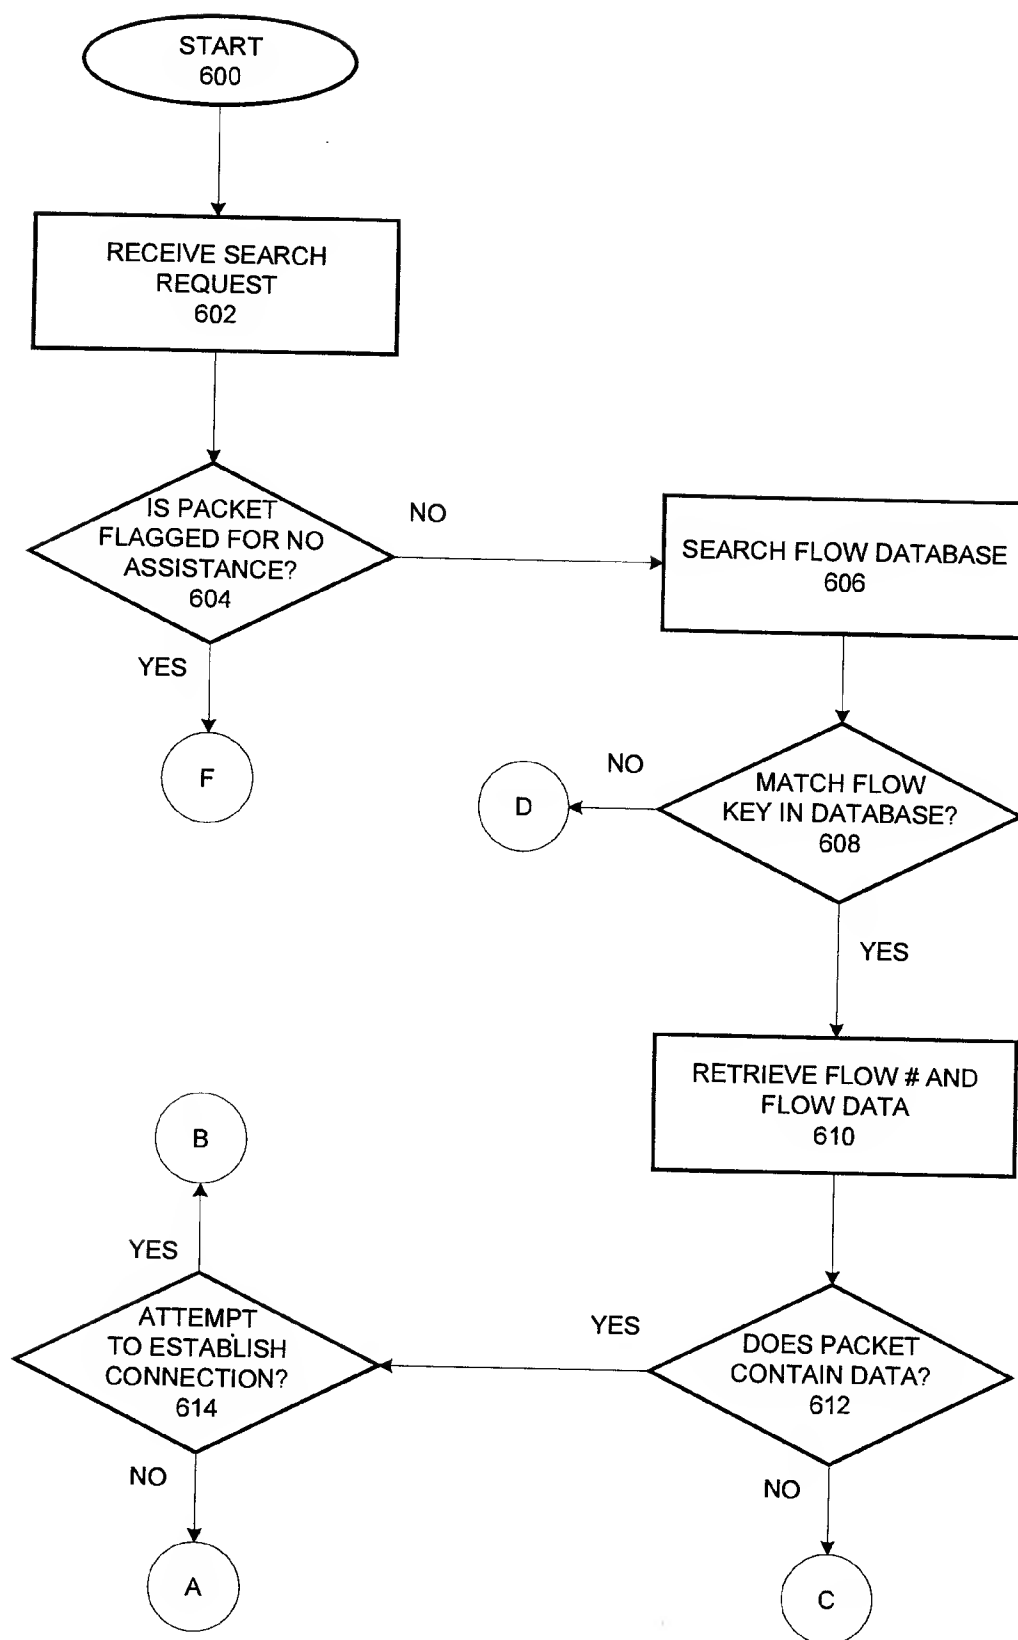 START
600
RECEIVE SEARCH
REQUEST
602
IS PACKET
FLAGGED FOR NO
ASSISTANCE?
604
NO
SEARCH FLOW DATABASE
606
YES
F
NO
D
MATCH FLOW
KEY IN DATABASE?
608
YES
RETRIEVE FLOW # AND
FLOW DATA
610
B
YES
ATTEMPT
TO ESTABLISH
CONNECTION?
614
YES
DOES PACKET
CONTAIN DATA?
612
NO
A
NO
C